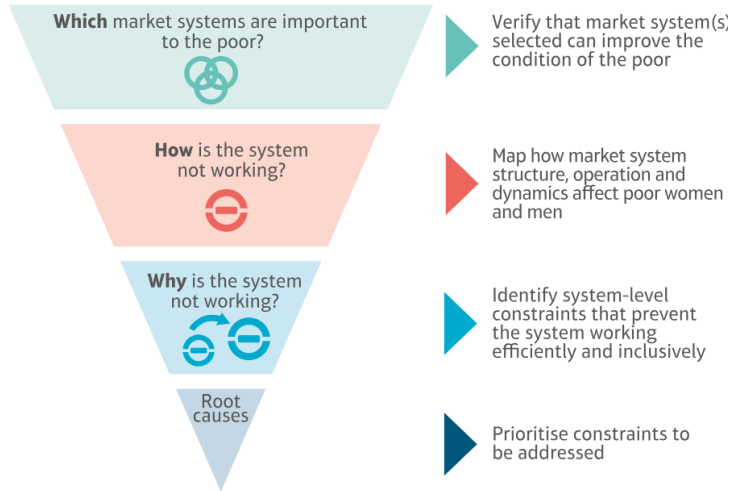 Which market systems are important
to the poor?
Verify that market system(s)
selected can improve the
condition of the poor
How is the system
not working?
Map how market system
structure, operation and
dynamics affect poor women
and men
Why is the system
not working?
Identify system-level
constraints that prevent
the system working
efficiently and inclusively
Root
causes
Prioritise constraints to
be addressed